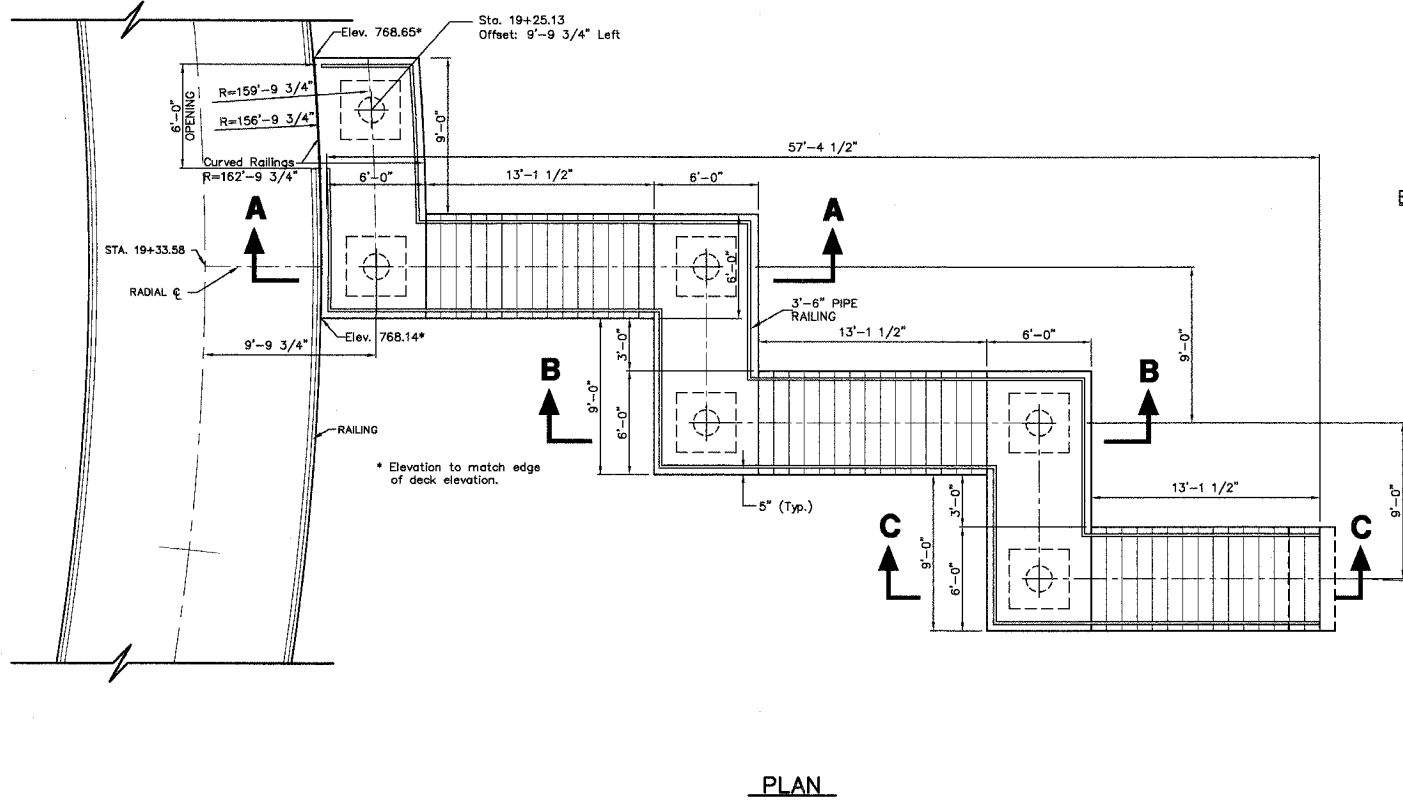 Sta. 19+25.13
Offset: 9'-9 3/4" Left
Elev. 768.65*
R=159'-9 3/4"
R=156'-9 3/4"
6'-0"
OPENING
9'-0"
Curved Railings
R=162'-9 3/4"
57'-4 1/2"
6'-0"
13'-1 1/2"
6'-0"
A
A
STA. 19+33.58
RADIAL ℄
6'-0"
3'-6" PIPE
RAILING
Elev. 768.14*
9'-9 3/4"
13'-1 1/2"
6'-0"
9'-0"
B
B
3'-0"
9'-0"
6'-0"
RAILING
* Elevation to match edge
of deck elevation.
5" (Typ.)
13'-1 1/2"
9'-0"
C
C
3'-0"
9'-0"
6'-0"
PLAN